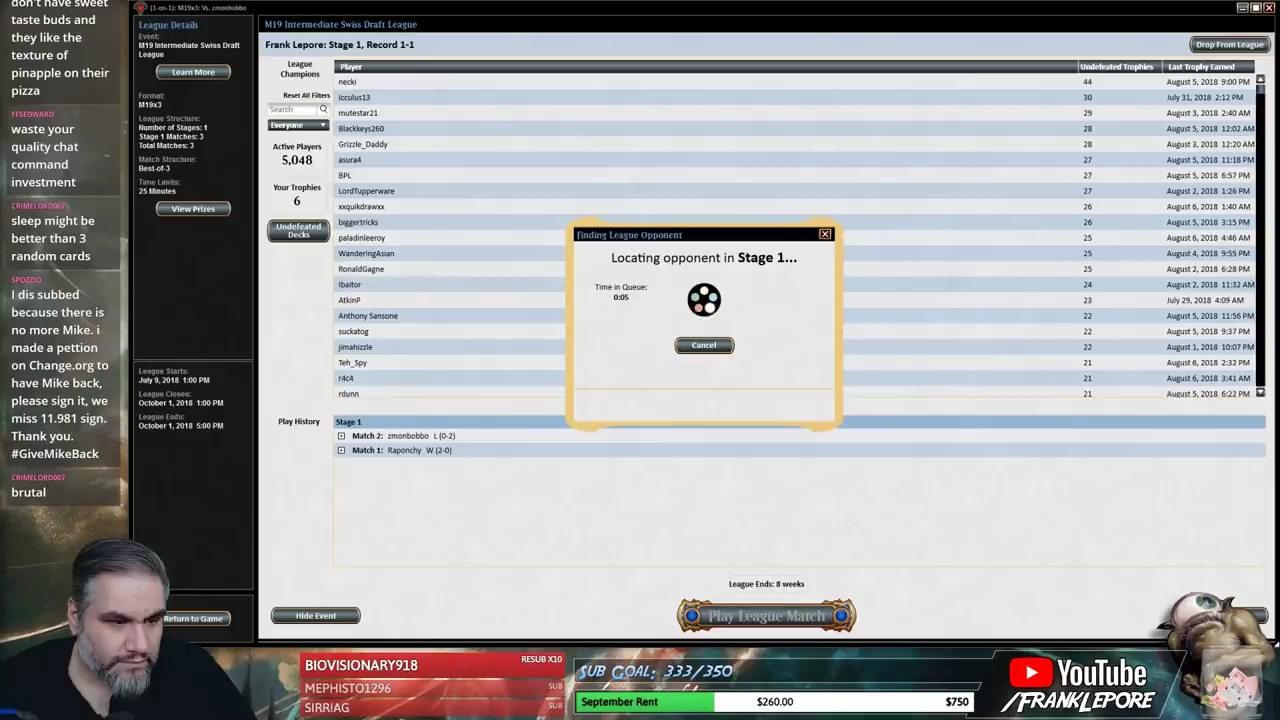 don't have sweet
taste buds and
they like the
texture of
pinapple on their
pizza
FFSEDWARD
waste your
quality chat
command
investment
CRIMELORD007
sleep might be
better than 3
random cards
SPOZZIO
I dis subbed
because there is
no more Mike. i
made a pettion
on Change.org to
have Mike back,
please sign it, we
miss 11.981 sign.
Thank you.
#GiveMikeBack
CRIMELORD007
brutal
(1-on-1): M19x3: Vs. zmonbobbo
League Details
Event:
M19 Intermediate Swiss Draft
League
Learn More
Format:
M19x3
League Structure:
Number of Stages: 1
Stage 1 Matches: 3
Total Matches: 3
Match Structure:
Best-of-3
Time Limits:
25 Minutes
View Prizes
League Starts:
July 9, 2018 1:00 PM
League Closes:
October 1, 2018 1:00 PM
League Ends:
October 1, 2018 5:00 PM
Return to Game
M19 Intermediate Swiss Draft League
Frank Lepore: Stage 1, Record 1-1
Drop From League
League
Champions
Reset All Filters
Search
Everyone
Active Players
5,048
Your Trophies
6
Undefeated
Decks
Player Undefeated Trophies Last Trophy Earned
necki 44 August 5, 2018 9:00 PM
Icculus13 30 July 31, 2018 2:12 PM
mutestar21 29 August 3, 2018 2:40 AM
Blackkeys260 28 August 5, 2018 12:02 AM
Grizzle_Daddy 28 August 3, 2018 12:20 AM
asura4 27 August 5, 2018 11:18 PM
BPL 27 August 5, 2018 6:57 PM
LordTupperware 27 August 2, 2018 1:26 PM
xxquikdrawxx 26 August 6, 2018 1:40 AM
biggertricks 26 August 5, 2018 3:15 PM
paladinleeroy 25 August 6, 2018 4:46 AM
WanderingAsian 25 August 4, 2018 9:55 PM
RonaldGagne 25 August 6, 2018 6:28 AM
Ibaitor 24 August 2, 2018 11:32 AM
AtkinP 23 July 29, 2018 4:09 AM
Anthony Sansone 22 August 5, 2018 11:56 PM
suckatog 22 August 5, 2018 9:37 PM
jimahizzle 22 August 1, 2018 10:07 PM
Teh_Spy 21 August 6, 2018 2:32 PM
r4c4 21 August 6, 2018 3:41 AM
rdunn 21 August 5, 2018 6:22 PM
Finding League Opponent
Locating opponent in Stage 1...
Time in Queue:
0:05
Cancel
Play History
Stage 1
Match 2: zmonbobbo L (0-2)
Match 1: Raponchy W (2-0)
League Ends: 8 weeks
Hide Event
Play League Match
BIOVISIONARY918 RESUB X10
MEPHISTO1296 SUB
SIRRIAG SUB
SUB GOAL: 333/350
September Rent $260.00 $750
YouTube
/FRANKLEPORE